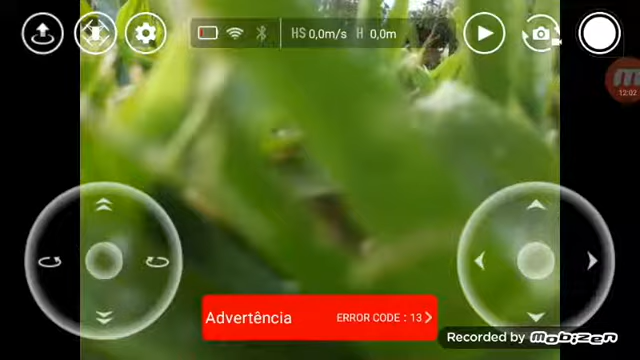 HS 0,0m/s H 0,0m
12:02
Advertência ERROR CODE : 13
Recorded by Mobizen